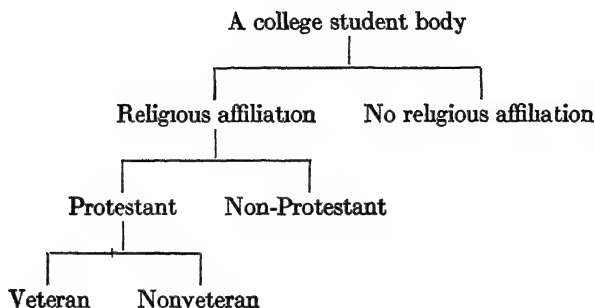 A college student body
Religious affiliation No religious affiliation
Protestant Non-Protestant
Veteran Nonveteran